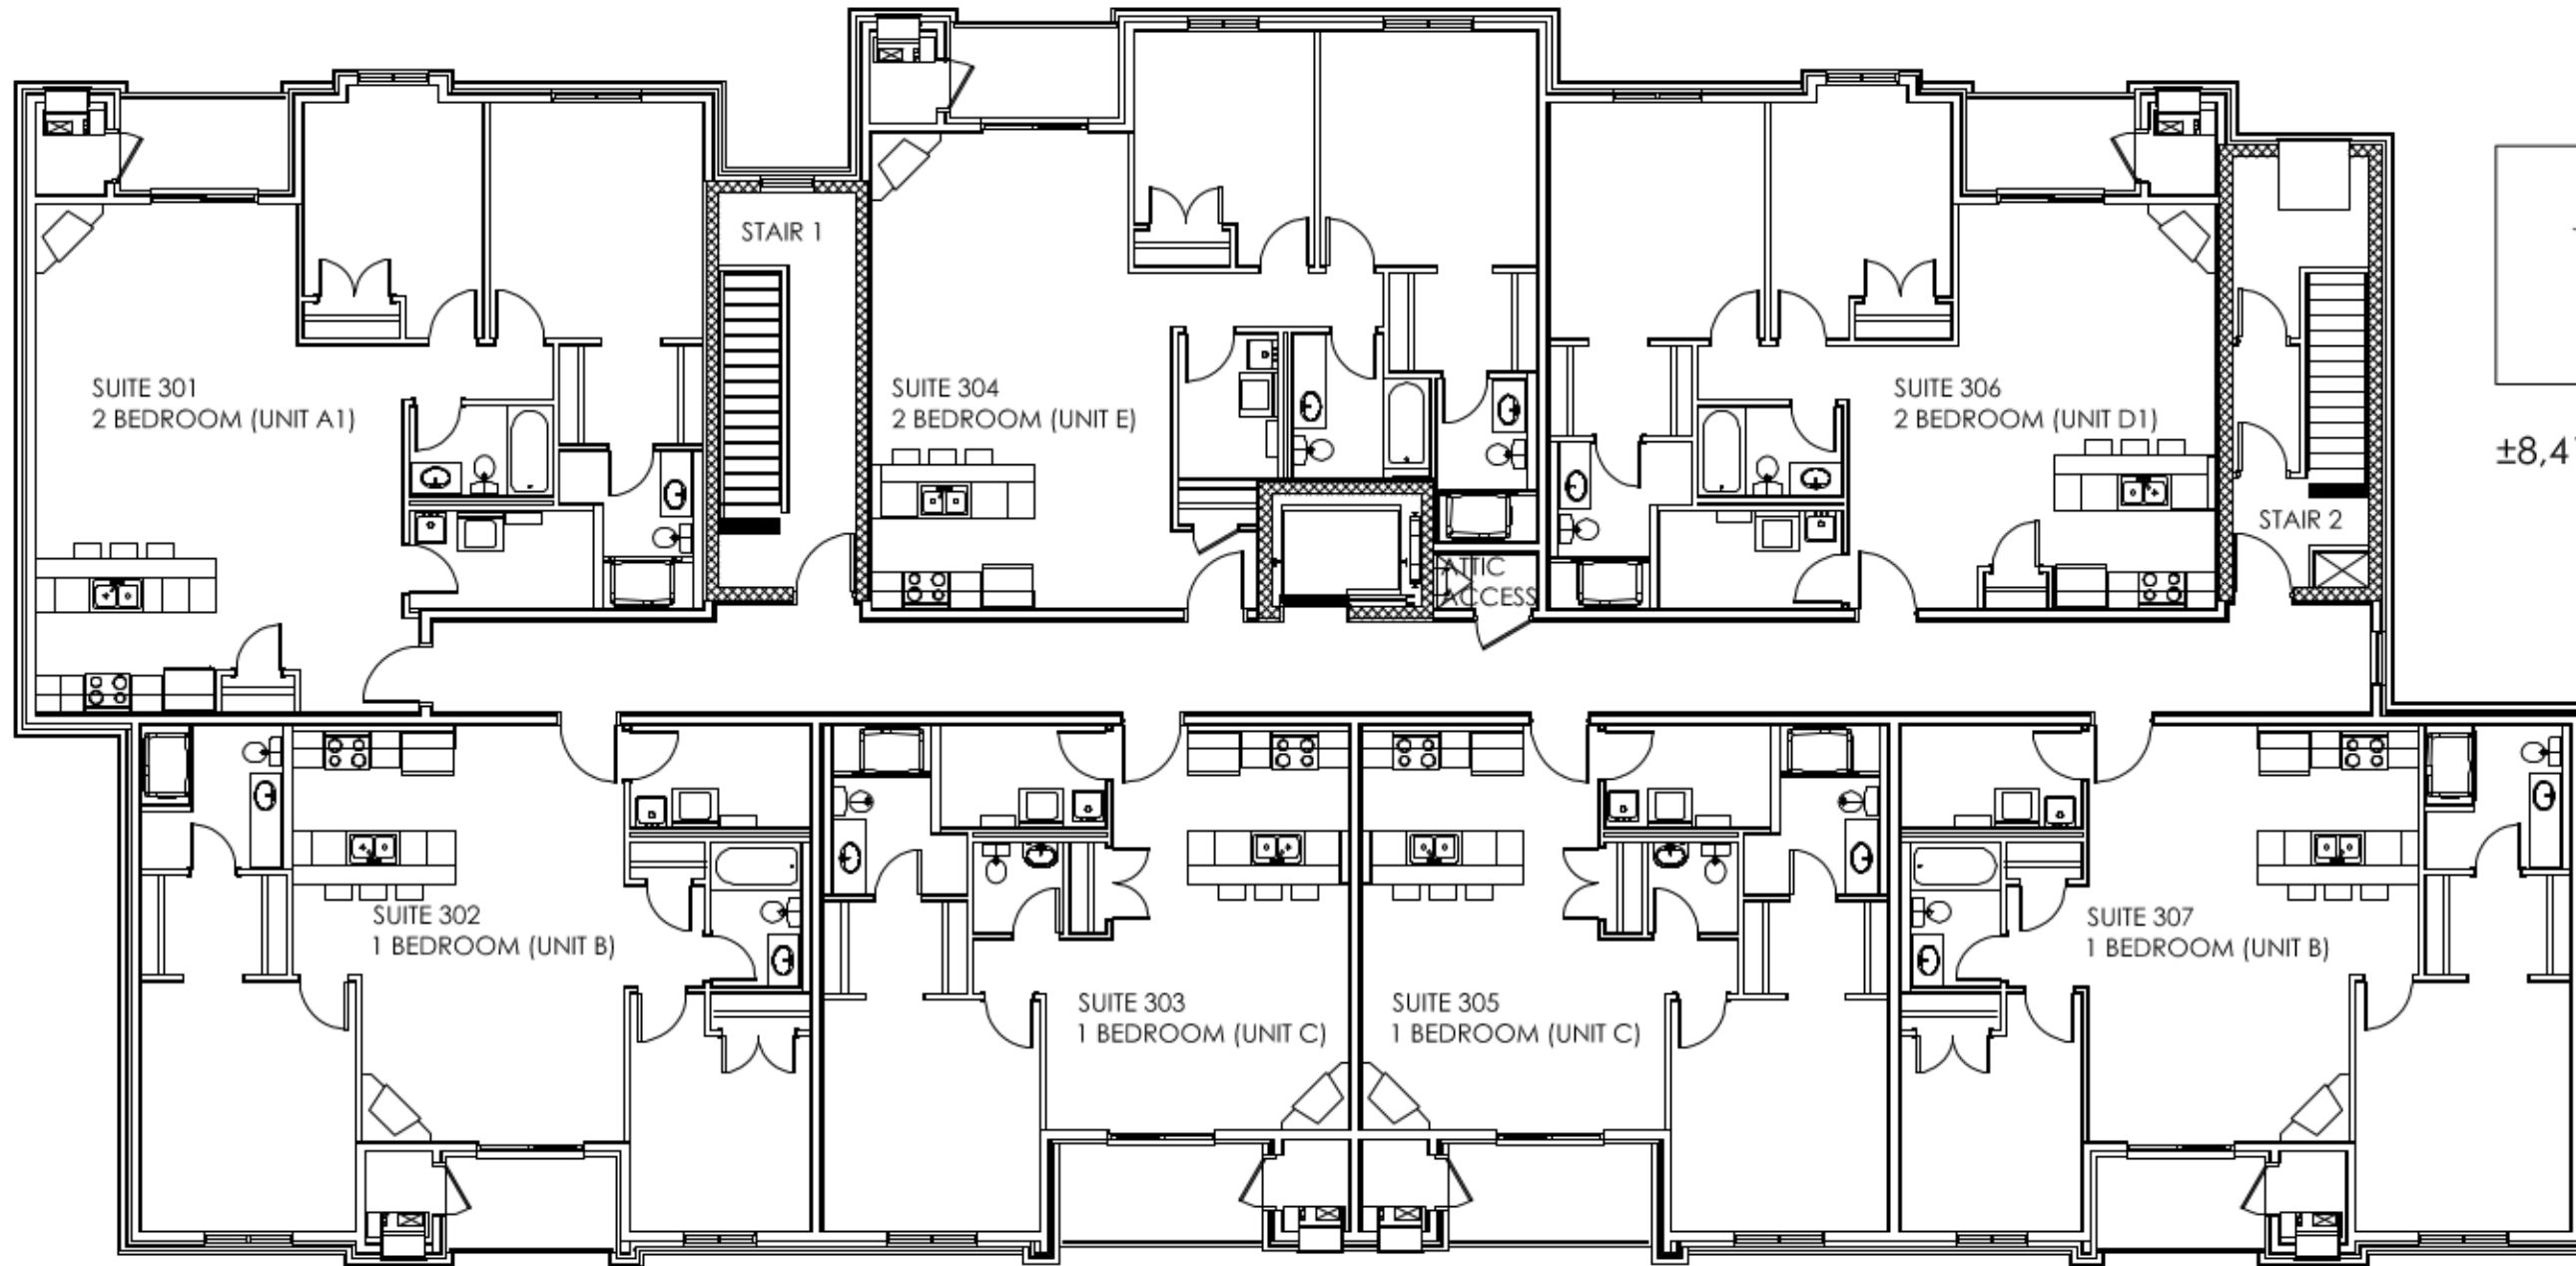 STAIR 1
SUITE 301
2 BEDROOM (UNIT A1)
SUITE 304
2 BEDROOM (UNIT E)
SUITE 306
2 BEDROOM (UNIT D1)
±8,4
STAIR 2
ATTIC
ACCESS
SUITE 302
1 BEDROOM (UNIT B)
SUITE 303
1 BEDROOM (UNIT C)
SUITE 305
1 BEDROOM (UNIT C)
SUITE 307
1 BEDROOM (UNIT B)